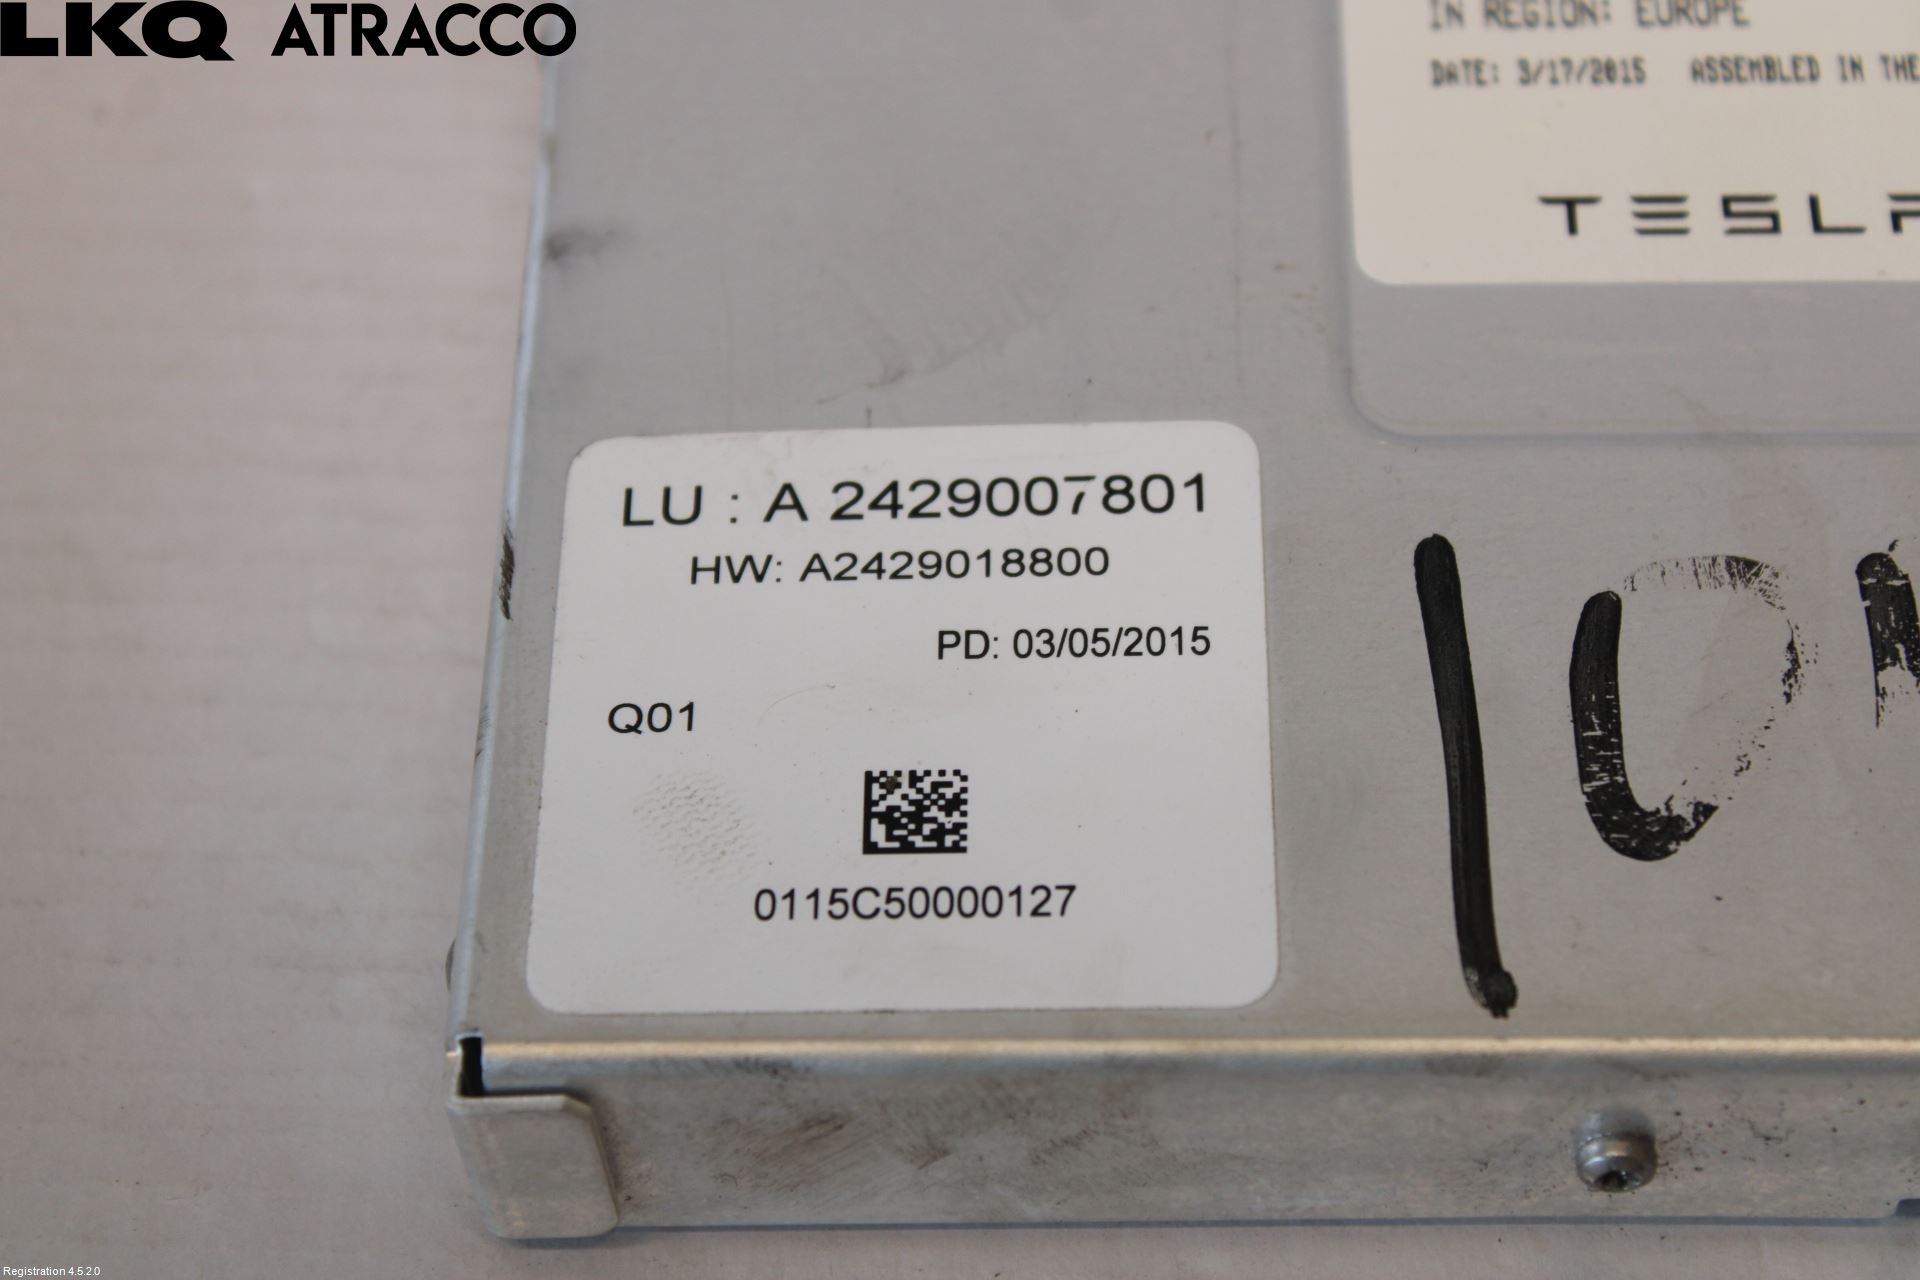 LKQ ATRACCO
IN REGION: EUROPE
DATE: 3/17/2015 ASSEMBLED IN THE
TESLA
LU : A 2429007801
HW: A2429018800
PD: 03/05/2015
Q01
0115C50000127
10
Registration 4.5.2.0